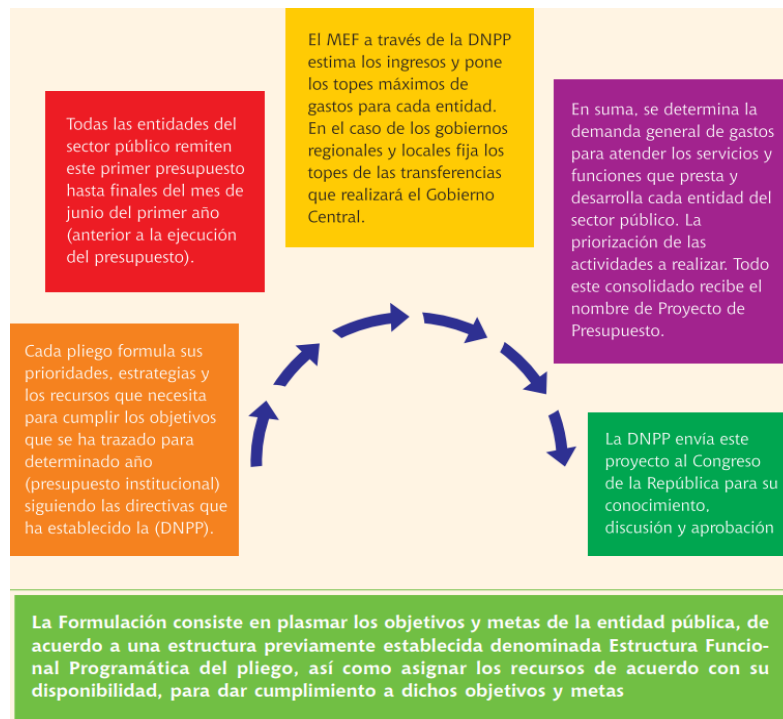 Cada pliego formula sus
prioridades, estrategias y
los recursos que necesita
para cumplir los objetivos
que se ha trazado para
determinado año
(presupuesto institucional)
siguiendo las directivas que
ha establecido la (DNPP).
Todas las entidades del
sector público remiten
este primer presupuesto
hasta finales del mes de
junio del primer año
(anterior a la ejecución
del presupuesto).
El MEF a través de la DNPP
estima los ingresos y pone
los topes máximos de
gastos para cada entidad.
En el caso de los gobiernos
regionales y locales fija los
topes de las transferencias
que realizará el Gobierno
Central.
En suma, se determina la
demanda general de gastos
para atender los servicios y
funciones que presta y
desarrolla cada entidad del
sector público. La
priorización de las
actividades a realizar. Todo
este consolidado recibe el
nombre de Proyecto de
Presupuesto.
La DNPP envía este
proyecto al Congreso
de la República para su
conocimiento,
discusión y aprobación
La Formulación consiste en plasmar los objetivos y metas de la entidad pública, de
acuerdo a una estructura previamente establecida denominada Estructura Funcio-
nal Programática del pliego, así como asignar los recursos de acuerdo con su
disponibilidad, para dar cumplimiento a dichos objetivos y metas